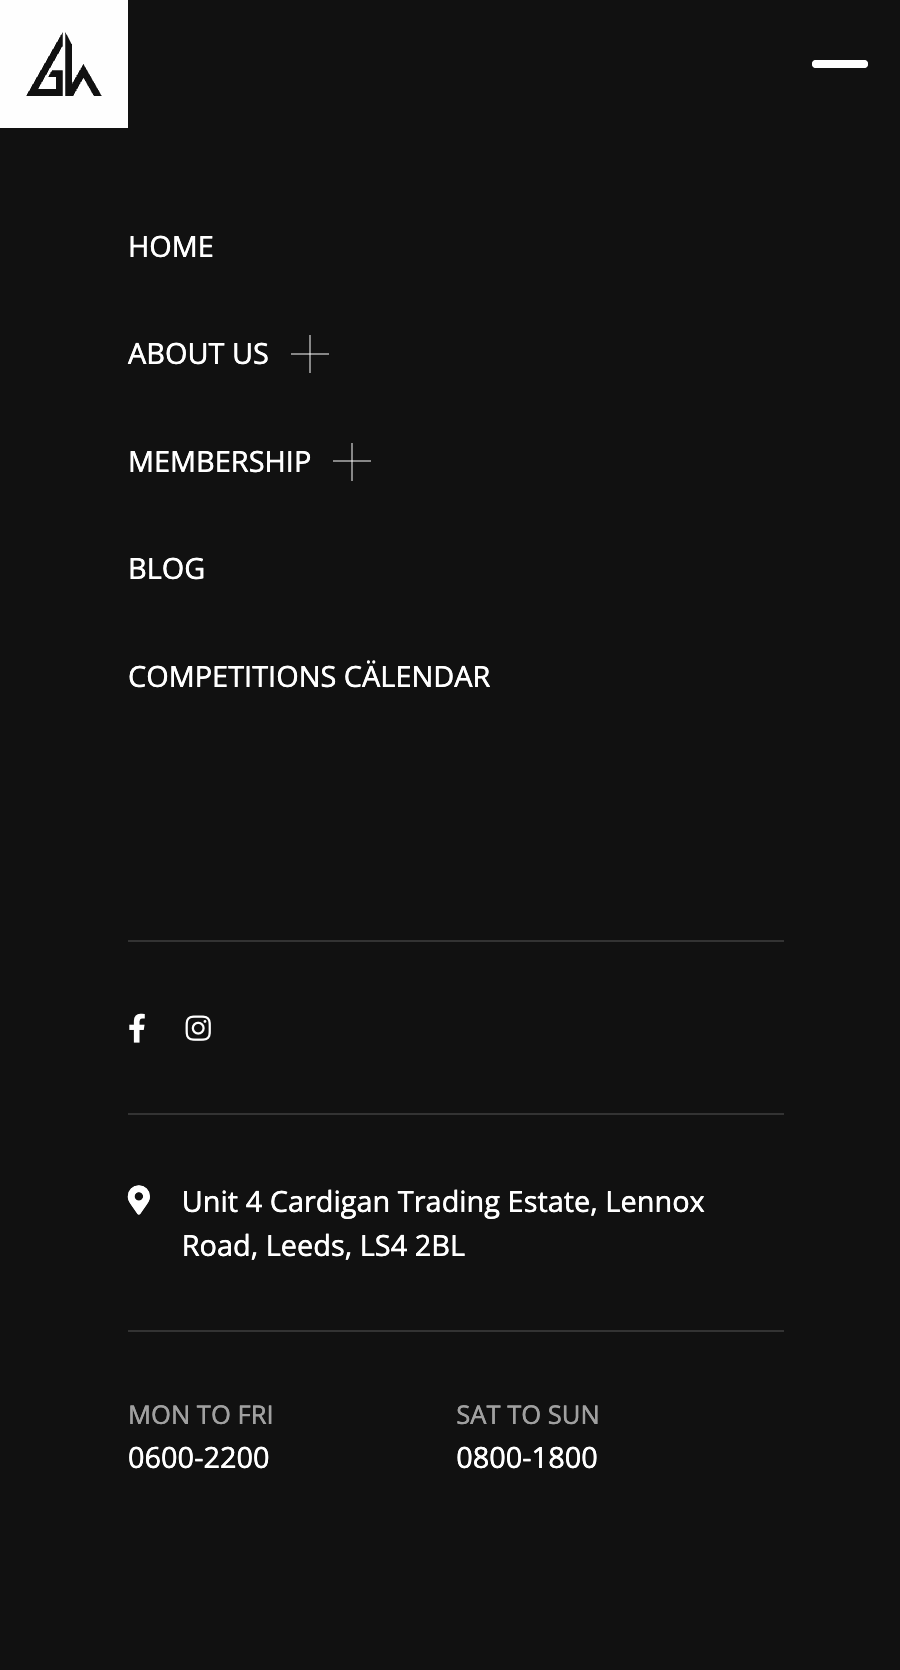 HOME
ABOUT US
MEMBERSHIP
BLOG
COMPETITIONS CÄLENDAR
Unit 4 Cardigan Trading Estate, Lennox
Road, Leeds, LS4 2BL
MON TO FRI
0600-2200
SAT TO SUN
0800-1800